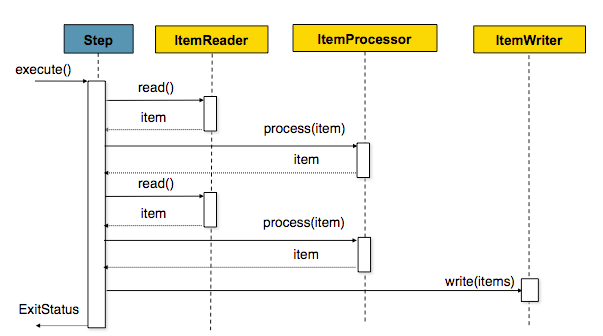 Step
ItemReader
ItemProcessor
ItemWriter
execute()
read()
item
process(item)
item
read()
item
process(item)
item
write(items)
ExitStatus